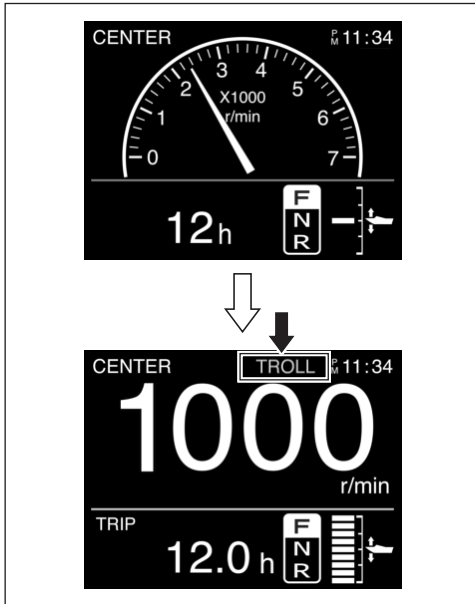 CENTER PM 11:34
0 1 2 3 4 5 6 7
X1000
r/min
12h
F
N
R
CENTER TROLL PM 11:34
1000
r/min
TRIP
12.0 h
F
N
R